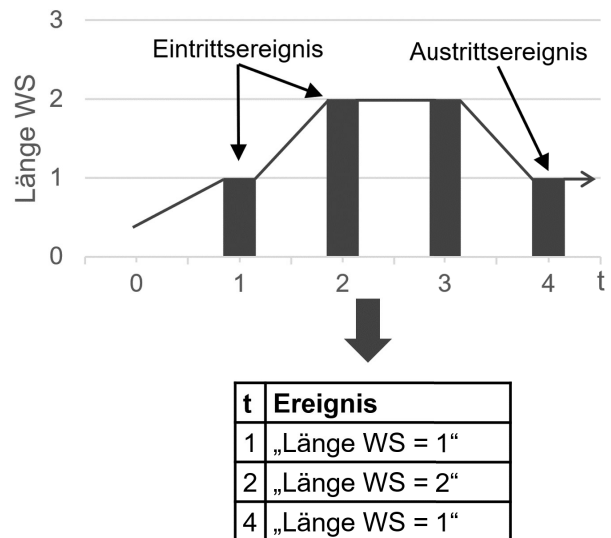 3
Eintrittsereignis
Austrittsereignis
2
Länge WS
1
0
0 1 2 3 4 t
t Ereignis
1 „Länge WS = 1“
2 „Länge WS = 2“
4 „Länge WS = 1“